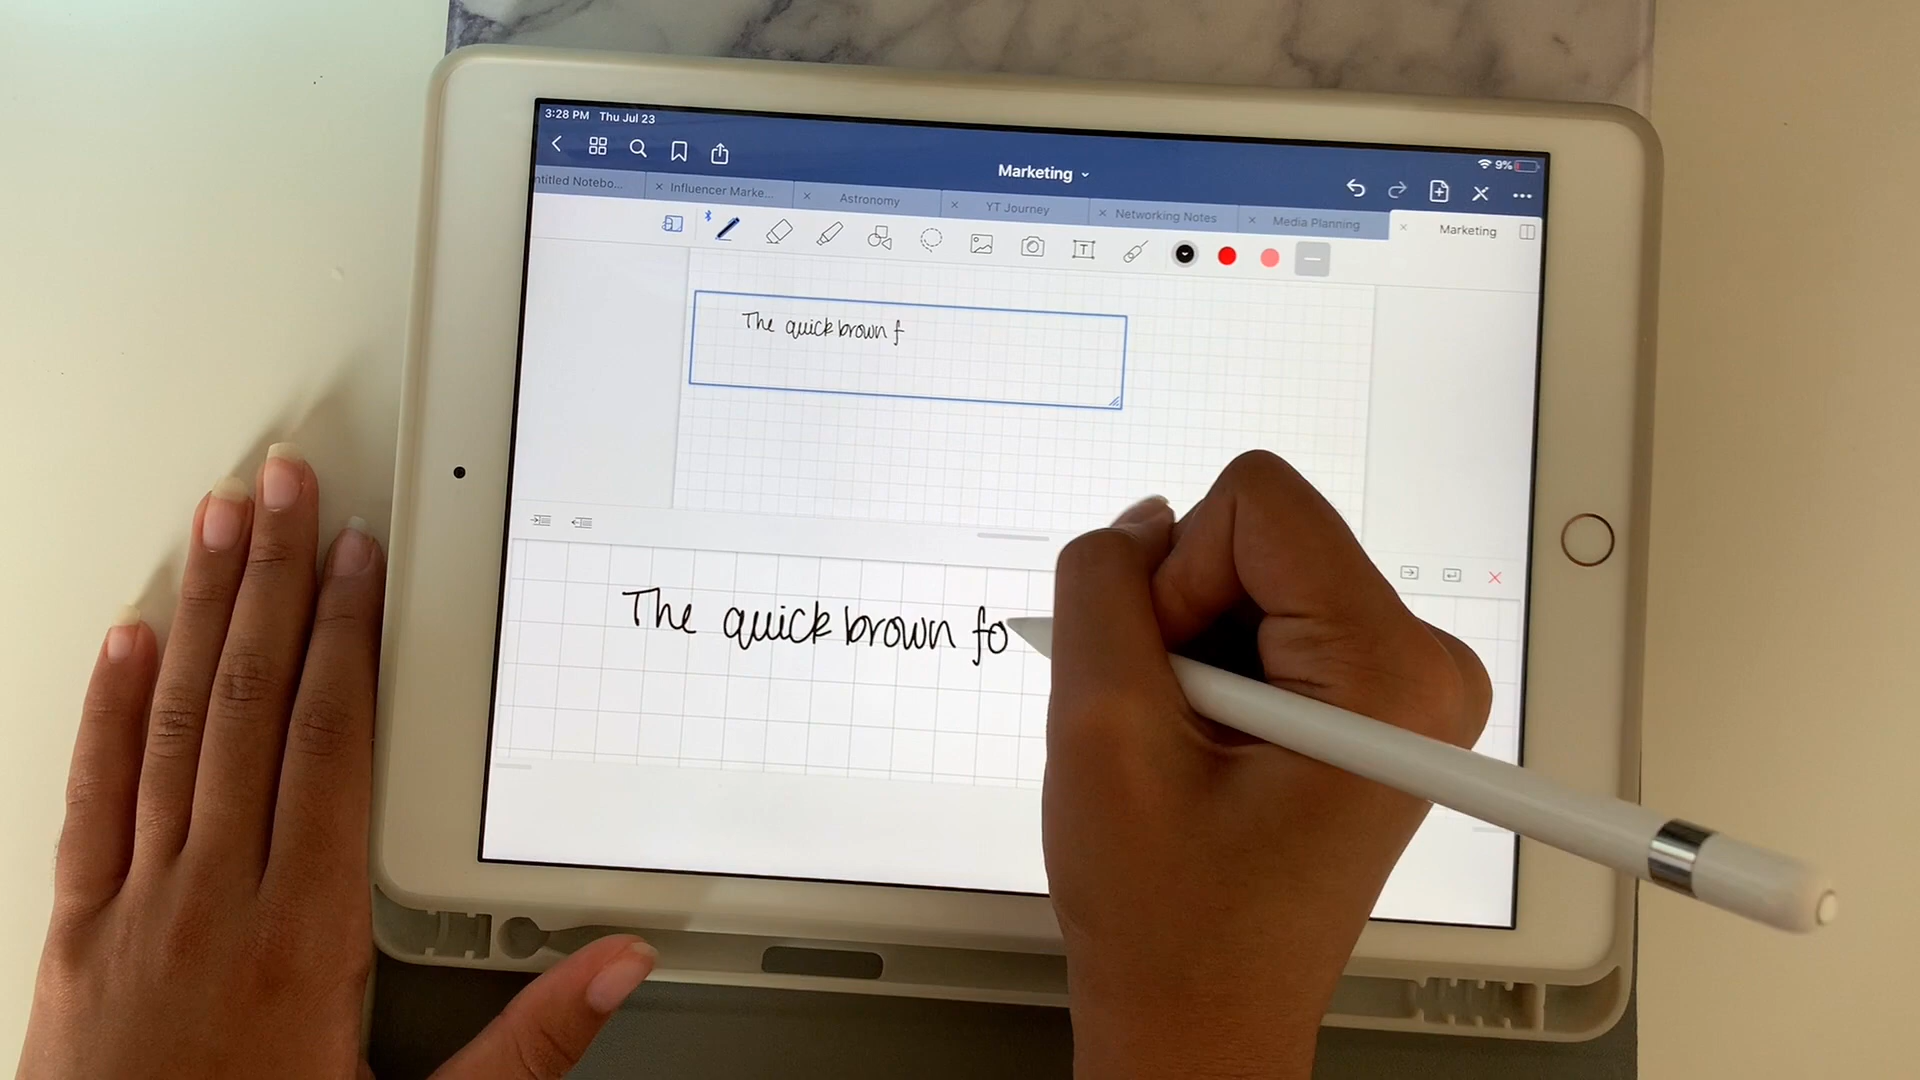 3:28 PM Thu Jul 23
9%
Marketing
ntitled Notebo...
Influencer Marke...
Astronomy
YT Journey
Networking Notes
Media Planning
Marketing
T
The quick brown f
The quick brown fo